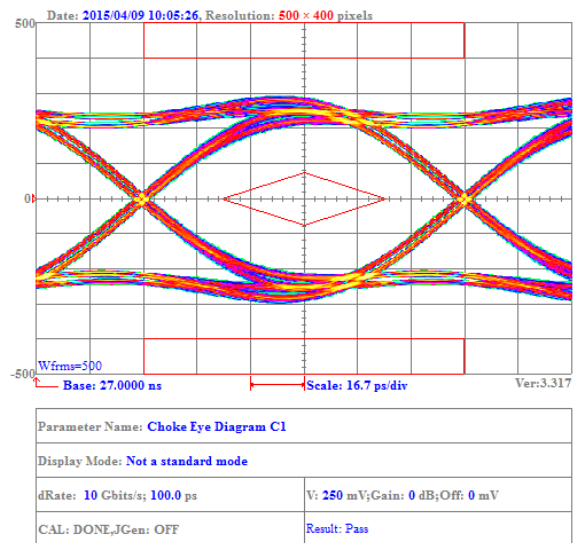 Date: 2015/04/09 10:05:26, Resolution: 500 × 400 pixels
500
0
-500
Wfrms=500
Base: 27.0000 ns
Scale: 16.7 ps/div
Ver:3.317
Parameter Name: Choke Eye Diagram C1
Display Mode: Not a standard mode
dRate: 10 Gbits/s; 100.0 ps
V: 250 mV;Gain: 0 dB;Off: 0 mV
CAL: DONE,JGen: OFF
Result: Pass